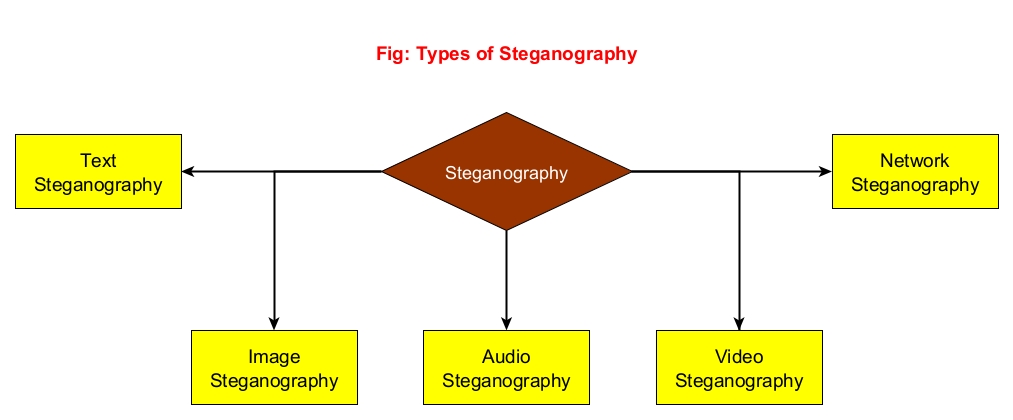 Fig: Types of Steganography
Text
Steganography
Steganography
Network
Steganography
Image
Steganography
Audio
Steganography
Video
Steganography